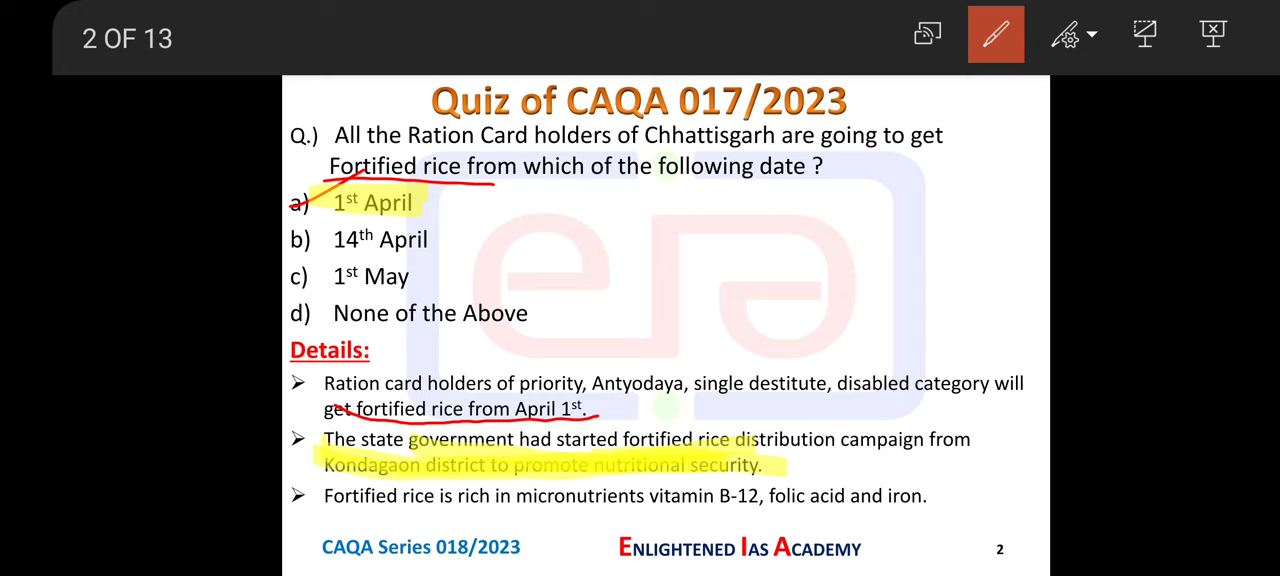 2 OF 13
Quiz of CAQA 017/2023
Q.) All the Ration Card holders of Chhattisgarh are going to get
Fortified rice from which of the following date ?
a) 1st April
b) 14th April
c) 1st May
d) None of the Above
Details:
➢ Ration card holders of priority, Antyodaya, single destitute, disabled category will
get fortified rice from April 1st.
➢ The state government had started fortified rice distribution campaign from
Kondagaon district to promote nutritional security.
➢ Fortified rice is rich in micronutrients vitamin B-12, folic acid and iron.
CAQA Series 018/2023 ENLIGHTENED IAS ACADEMY 2